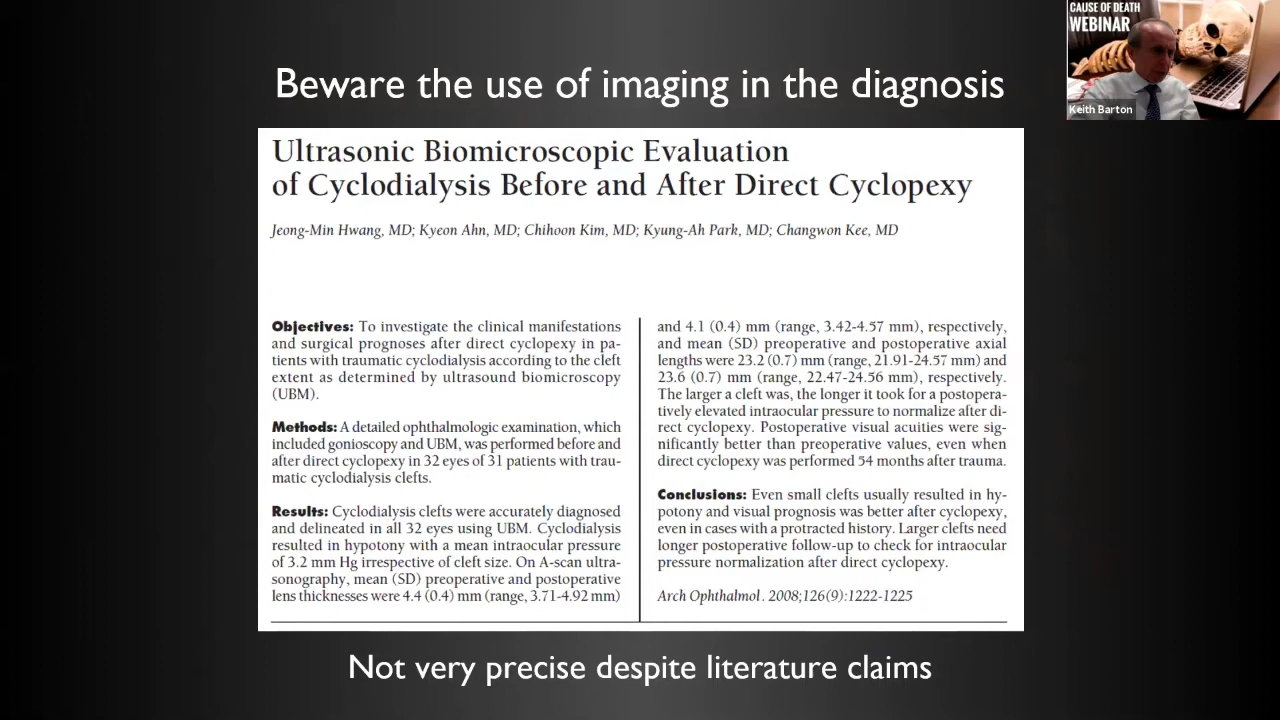 Beware the use of imaging in the diagnosis
CAUSE OF DEATH
WEBINAR
Keith Barton
Ultrasonic Biomicroscopic Evaluation
of Cyclodialysis Before and After Direct Cyclopexy
Jeong-Min Hwang, MD; Kyeon Ahn, MD; Chihoon Kim, MD; Kyung-Ah Park, MD; Changwon Kee, MD
Objectives: To investigate the clinical manifestations
and surgical prognoses after direct cyclopexy in pa-
tients with traumatic cyclodialysis according to the cleft
extent as determined by ultrasound biomicroscopy
(UBM).
Methods: A detailed ophthalmologic examination, which
included gonioscopy and UBM, was performed before and
after direct cyclopexy in 32 eyes of 31 patients with trau-
matic cyclodialysis clefts.
Results: Cyclodialysis clefts were accurately diagnosed
and delineated in all 32 eyes using UBM. Cyclodialysis
resulted in hypotony with a mean intraocular pressure
of 3.2 mm Hg irrespective of cleft size. On A-scan ultra-
sonography, mean (SD) preoperative and postoperative
lens thicknesses were 4.4 (0.4) mm (range, 3.71-4.92 mm)
and 4.1 (0.4) mm (range, 3.42-4.57 mm), respectively,
and mean (SD) preoperative and postoperative axial
lengths were 23.2 (0.7) mm (range, 21.91-24.57 mm) and
23.6 (0.7) mm (range, 22.47-24.56 mm), respectively.
The larger a cleft was, the longer it took for a postopera-
tively elevated intraocular pressure to normalize after di-
rect cyclopexy. Postoperative visual acuities were sig-
nificantly better than preoperative values, even when
direct cyclopexy was performed 54 months after trauma.
Conclusions: Even small clefts usually resulted in hy-
potony and visual prognosis was better after cyclopexy,
even in cases with a protracted history. Larger clefts need
longer postoperative follow-up to check for intraocular
pressure normalization after direct cyclopexy.
Arch Ophthalmol. 2008;126(9):1222-1225
Not very precise despite literature claims